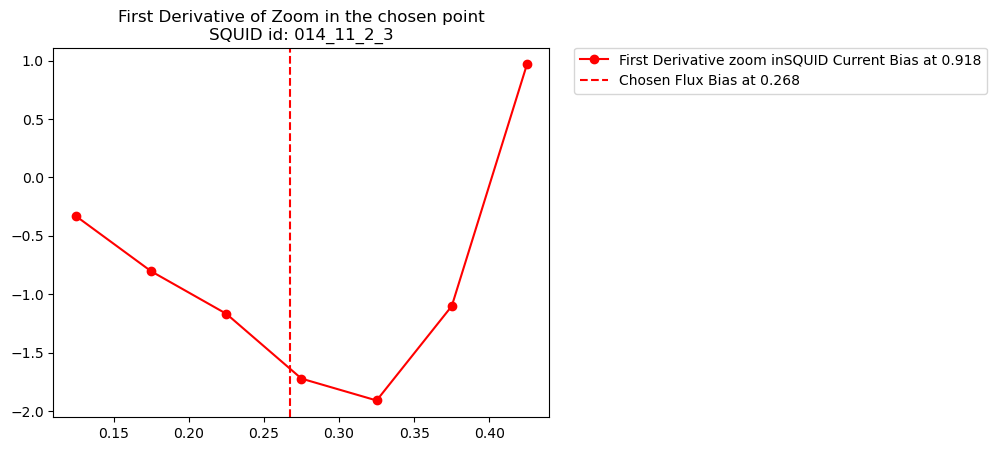 First Derivative of Zoom in the chosen point
SQUID id: 014_11_2_3
First Derivative zoom inSQUID Current Bias at 0.918
Chosen Flux Bias at 0.268
1.0
0.5
0.0
−0.5
−1.0
−1.5
−2.0
0.15 0.20 0.25 0.30 0.35 0.40